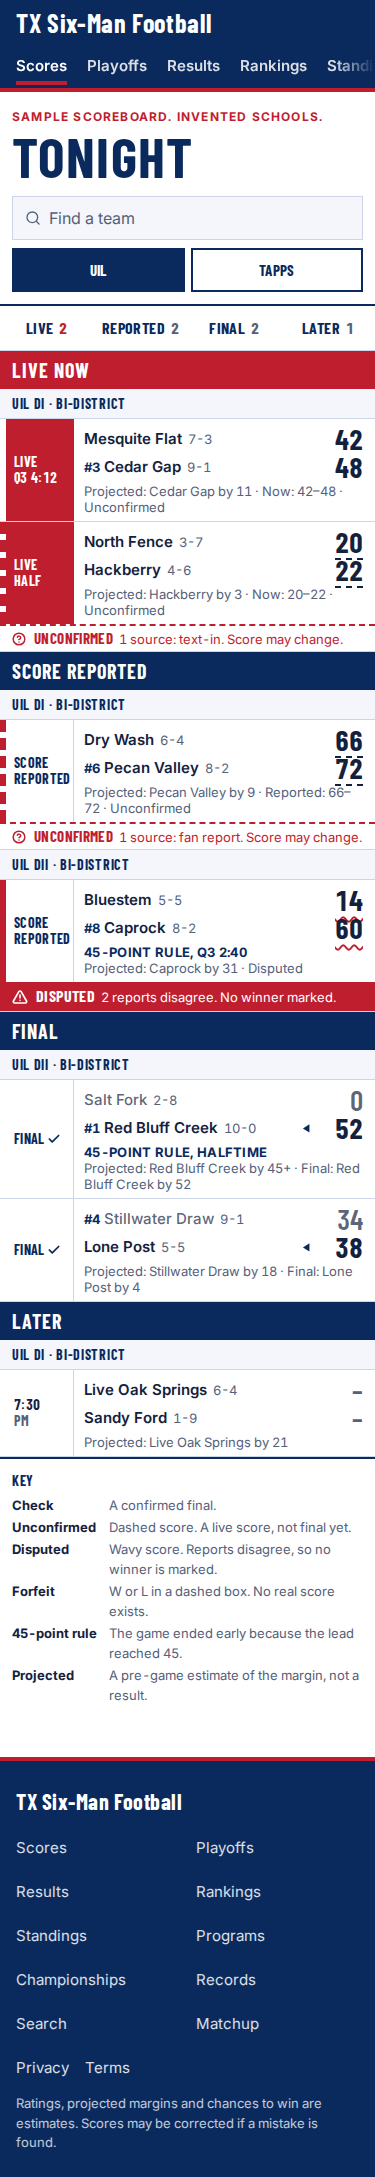 TX Six-Man Football
Scores Playoffs Results Rankings Standi
SAMPLE SCOREBOARD. INVENTED SCHOOLS.
TONIGHT
Find a team
UIL TAPPS
LIVE 2 REPORTED 2 FINAL 2 LATER 1
LIVE NOW
UIL DI · BI-DISTRICT
LIVE
Q3 4:12
Mesquite Flat 7-3 42
#3 Cedar Gap 9-1 48
Projected: Cedar Gap by 11 · Now: 42–48 ·
Unconfirmed
LIVE
HALF
North Fence 3-7 20
Hackberry 4-6 22
Projected: Hackberry by 3 · Now: 20–22 ·
Unconfirmed
UNCONFIRMED 1 source: text-in. Score may change.
SCORE REPORTED
UIL DI · BI-DISTRICT
SCORE
REPORTED
Dry Wash 6-4 66
#6 Pecan Valley 8-2 72
Projected: Pecan Valley by 9 · Reported: 66–
72 · Unconfirmed
UNCONFIRMED 1 source: fan report. Score may change.
UIL DII · BI-DISTRICT
SCORE
REPORTED
Bluestem 5-5 14
#8 Caprock 8-2 60
45-POINT RULE, Q3 2:40
Projected: Caprock by 31 · Disputed
DISPUTED 2 reports disagree. No winner marked.
FINAL
UIL DII · BI-DISTRICT
FINAL
Salt Fork 2-8 0
#1 Red Bluff Creek 10-0 52
45-POINT RULE, HALFTIME
Projected: Red Bluff Creek by 45+ · Final: Red
Bluff Creek by 52
FINAL
#4 Stillwater Draw 9-1 34
Lone Post 5-5 38
Projected: Stillwater Draw by 18 · Final: Lone
Post by 4
LATER
UIL DI · BI-DISTRICT
7:30
PM
Live Oak Springs 6-4 –
Sandy Ford 1-9 –
Projected: Live Oak Springs by 21
KEY
Check A confirmed final.
Unconfirmed Dashed score. A live score, not final yet.
Disputed Wavy score. Reports disagree, so no
winner is marked.
Forfeit W or L in a dashed box. No real score
exists.
45-point rule The game ended early because the lead
reached 45.
Projected A pre-game estimate of the margin, not a
result.
TX Six-Man Football
Scores Playoffs
Results Rankings
Standings Programs
Championships Records
Search Matchup
Privacy Terms
Ratings, projected margins and chances to win are
estimates. Scores may be corrected if a mistake is
found.